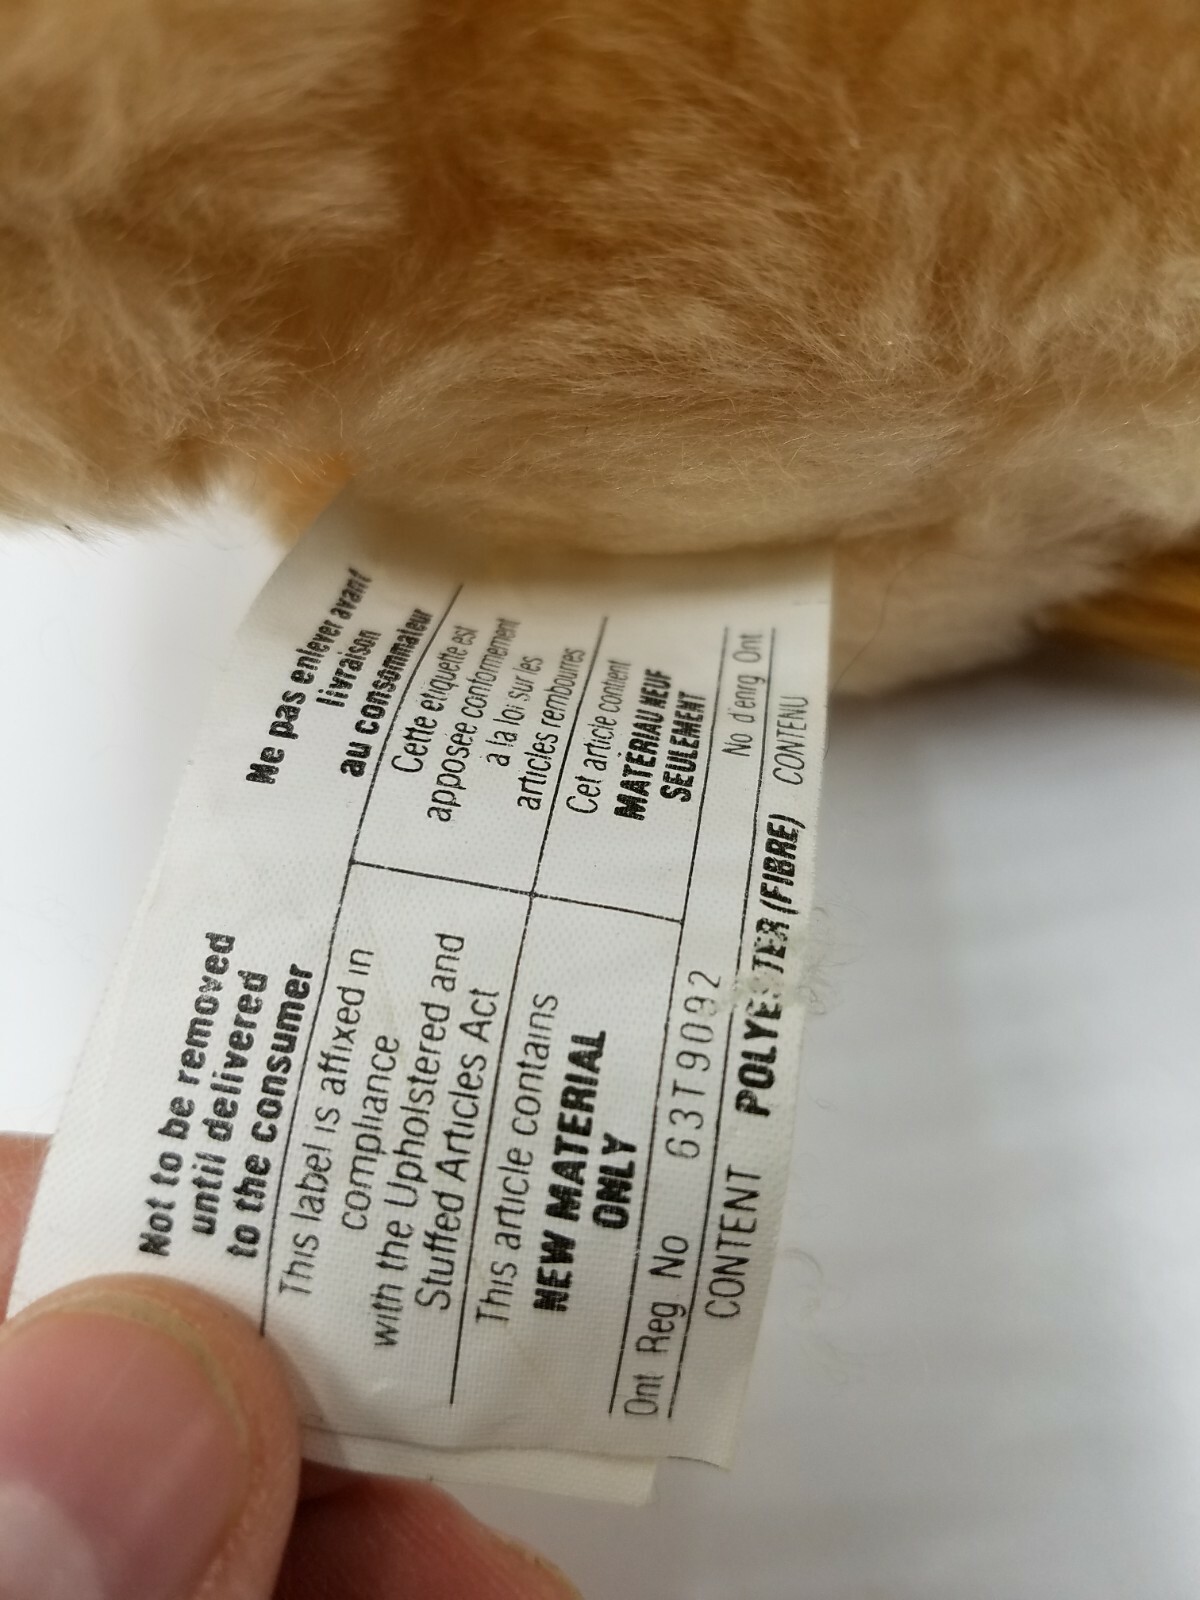 Not to be removed
until delivered
to the consumer
Ne pas enlever avant
livraison
au consommateur
This label is affixed in
compliance
with the Upholstered and
Stuffed Articles Act
Cette etiquette est
apposée conformement
à la loi sur les
articles rembourres
This article contains
NEW MATERIAL
ONLY
Cet article contient
MATERIAU NEUF
SEULEMENT
Ont Reg No 63T9092 No d'enrg Ont
CONTENT POLYESTER (FIBRE) CONTENU